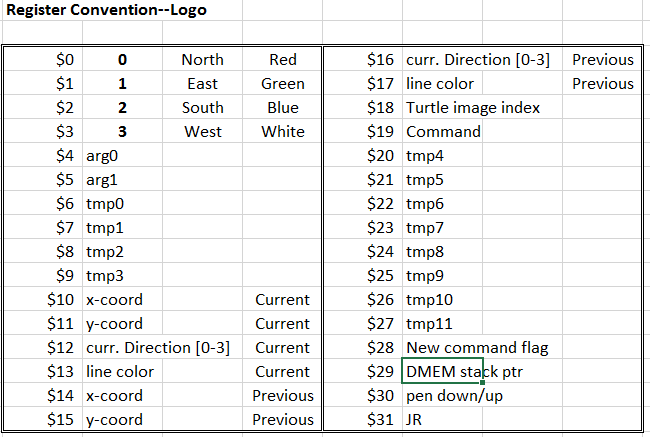 Register Convention--Logo
$0 0 North Red $16 curr. Direction [0-3] Previous
$1 1 East Green $17 line color Previous
$2 2 South Blue $18 Turtle image index
$3 3 West White $19 Command
$4 arg0 $20 tmp4
$5 arg1 $21 tmp5
$6 tmp0 $22 tmp6
$7 tmp1 $23 tmp7
$8 tmp2 $24 tmp8
$9 tmp3 $25 tmp9
$10 x-coord Current $26 tmp10
$11 y-coord Current $27 tmp11
$12 curr. Direction [0-3] Current $28 New command flag
$13 line color Current $29 DMEM stack ptr
$14 x-coord Previous $30 pen down/up
$15 y-coord Previous $31 JR